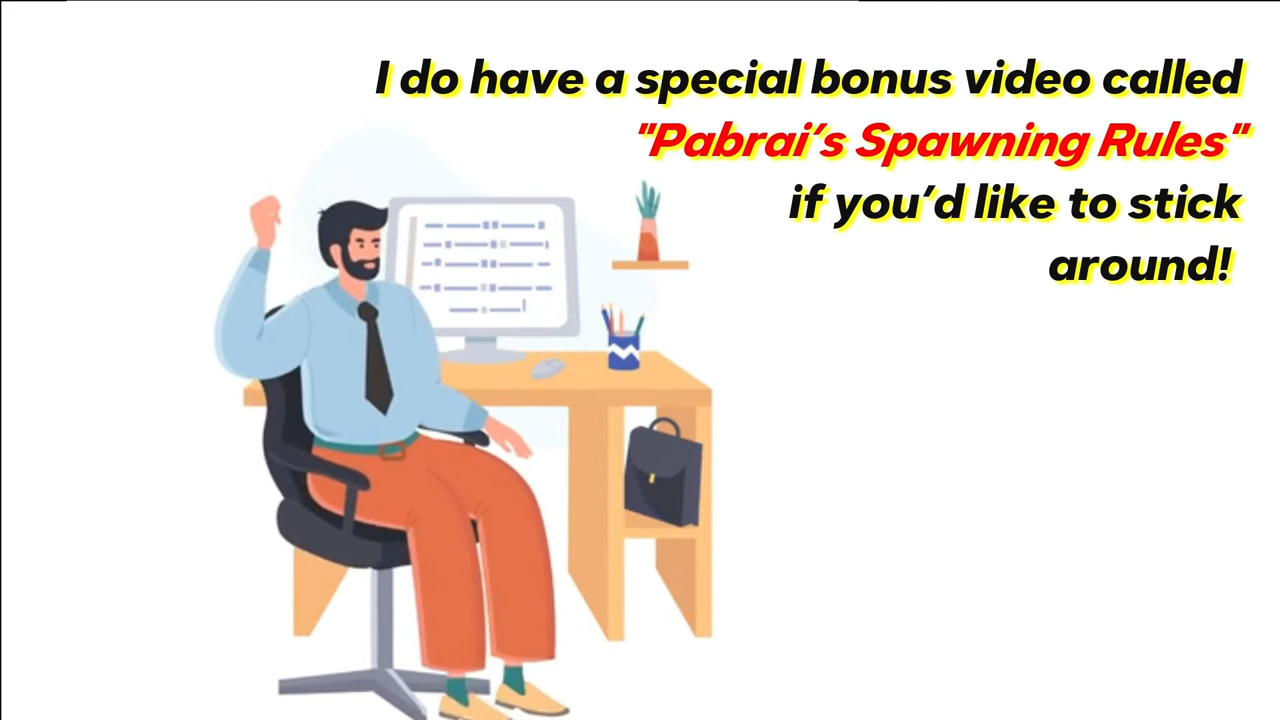 I do have a special bonus video called
"Pabrai’s Spawning Rules"
if you’d like to stick
around!